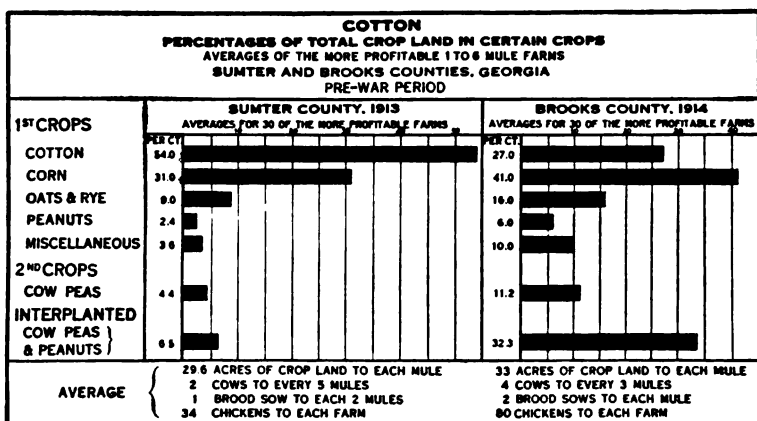 COTTON
PERCENTAGES OF TOTAL CROP LAND IN CERTAIN CROPS
AVERAGES OF THE MORE PROFITABLE 1 TO 6 MULE FARMS
SUMTER AND BROOKS COUNTIES, GEORGIA
PRE-WAR PERIOD
SUMTER COUNTY, 1913 BROOKS COUNTY, 1914
1ST CROPS AVERAGES FOR 30 OF THE MORE PROFITABLE FARMS AVERAGES FOR 30 OF THE MORE PROFITABLE FARMS
PER CT. PER CT.
COTTON 54.0 27.0
CORN 31.0 41.0
OATS & RYE 9.0 16.0
PEANUTS 2.4 6.0
MISCELLANEOUS 3.6 10.0
2ND CROPS
COW PEAS 4.4 11.2
INTERPLANTED
COW PEAS
& PEANUTS 6.5 32.3
AVERAGE
29.6 ACRES OF CROP LAND TO EACH MULE
2 COWS TO EVERY 5 MULES
1 BROOD SOW TO EACH 2 MULES
34 CHICKENS TO EACH FARM
33 ACRES OF CROP LAND TO EACH MULE
4 COWS TO EVERY 3 MULES
2 BROOD SOWS TO EACH MULE
80 CHICKENS TO EACH FARM